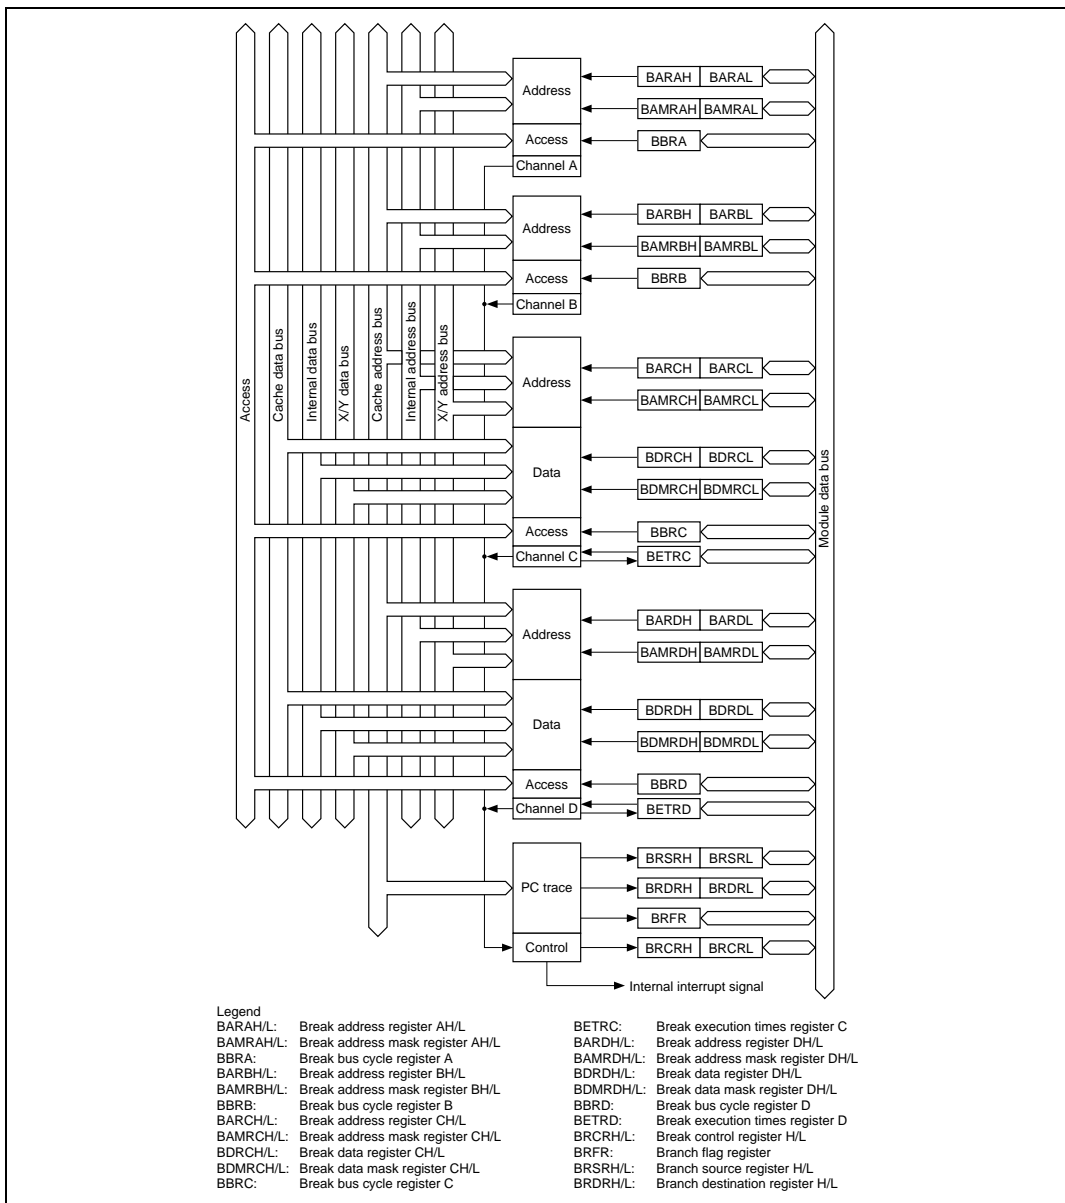 BARAH BARAL
Address
BAMRAH BAMRAL
Access BBRA
Channel A
BARBH BARBL
Address
BAMRBH BAMRBL
Access BBRB
Channel B
Access
Cache data bus
Internal data bus
X/Y data bus
Cache address bus
Internal address bus
X/Y address bus
Module data bus
BARCH BARCL
Address
BAMRCH BAMRCL
BDRCH BDRCL
Data
BDMRCH BDMRCL
Access BBRC
Channel C BETRC
BARDH BARDL
Address
BAMRDH BAMRDL
BDRDH BDRDL
Data
BDMRDH BDMRDL
Access BBRD
Channel D BETRD
BRSRH BRSRL
PC trace BRDRH BRDRL
BRFR
Control BRCRH BRCRL
Internal interrupt signal
Legend
BARAH/L: Break address register AH/L
BAMRAH/L: Break address mask register AH/L
BBRA: Break bus cycle register A
BARBH/L: Break address register BH/L
BAMRBH/L: Break address mask register BH/L
BBRB: Break bus cycle register B
BARCH/L: Break address register CH/L
BAMRCH/L: Break address mask register CH/L
BDRCH/L: Break data register CH/L
BDMRCH/L: Break data mask register CH/L
BBRC: Break bus cycle register C
BETRC: Break execution times register C
BARDH/L: Break address register DH/L
BAMRDH/L: Break address mask register DH/L
BDRDH/L: Break data register DH/L
BDMRDH/L: Break data mask register DH/L
BBRD: Break bus cycle register D
BETRD: Break execution times register D
BRCRH/L: Break control register H/L
BRFR: Branch flag register
BRSRH/L: Branch source register H/L
BRDRH/L: Branch destination register H/L